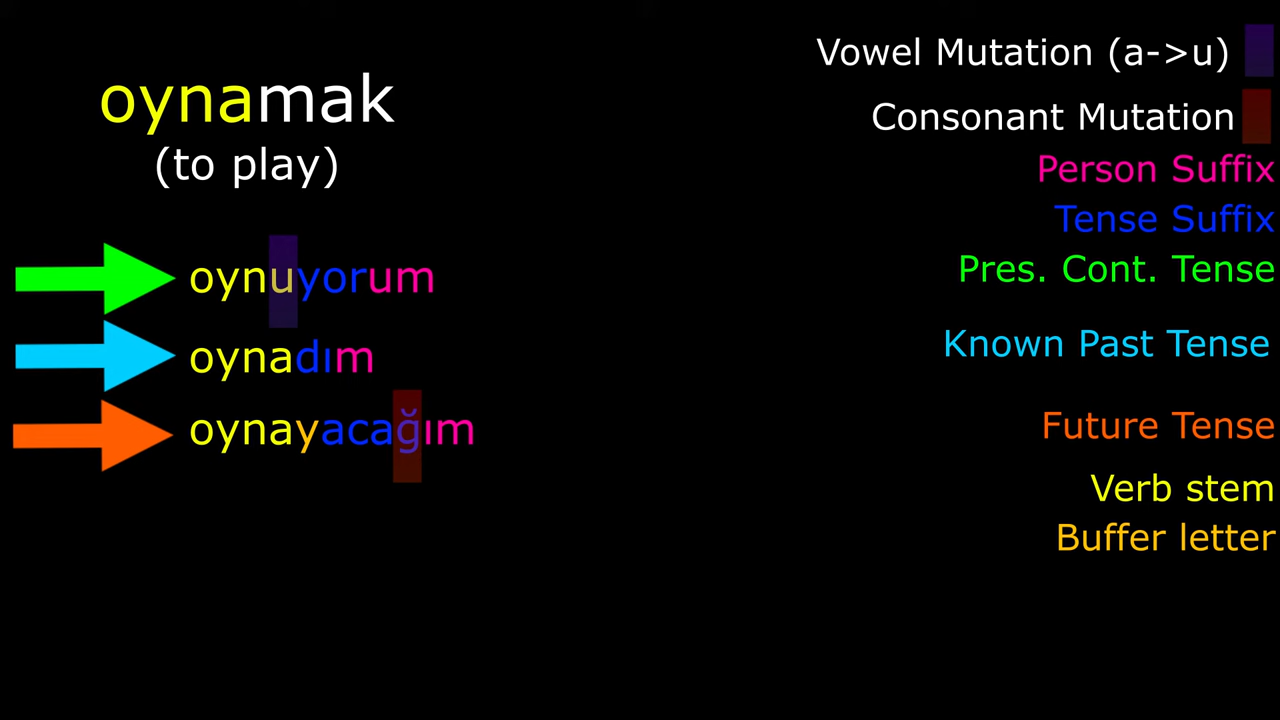 oynamak
(to play)
oynuyorum
oynadım
oynayacağım
Vowel Mutation (a->u)
Consonant Mutation
Person Suffix
Tense Suffix
Pres. Cont. Tense
Known Past Tense
Future Tense
Verb stem
Buffer letter